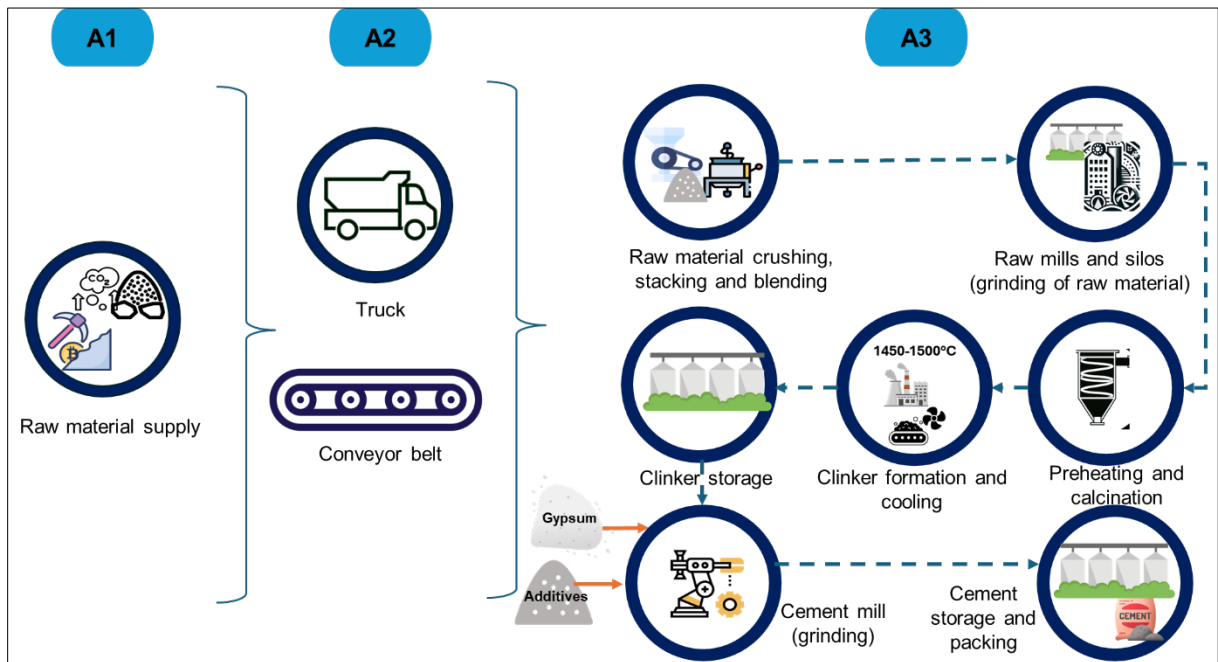 A1
A2
A3
CO₂
B
Raw material supply
Truck
Conveyor belt
Raw material crushing,
stacking and blending
Raw mills and silos
(grinding of raw material)
1450-1500ºC
Clinker storage
Clinker formation and
cooling
Preheating and
calcination
Gypsum
Additives
Cement mill
(grinding)
Cement
storage and
packing
CEMENT